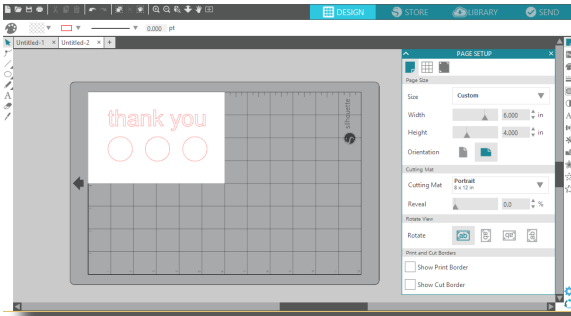 DESIGN
STORE
LIBRARY
SEND
0.000 pt
Untitled-1 ×
Untitled-2 ×
+
thank you
silhouette
PAGE SETUP
Page Size
Size Custom
Width 6.000 in
Height 4.000 in
Orientation
Cutting Mat
Cutting Mat Portrait
8 x 12 in
Reveal 0.0 %
Rotate View
Rotate
Print and Cut Borders
Show Print Border
Show Cut Border